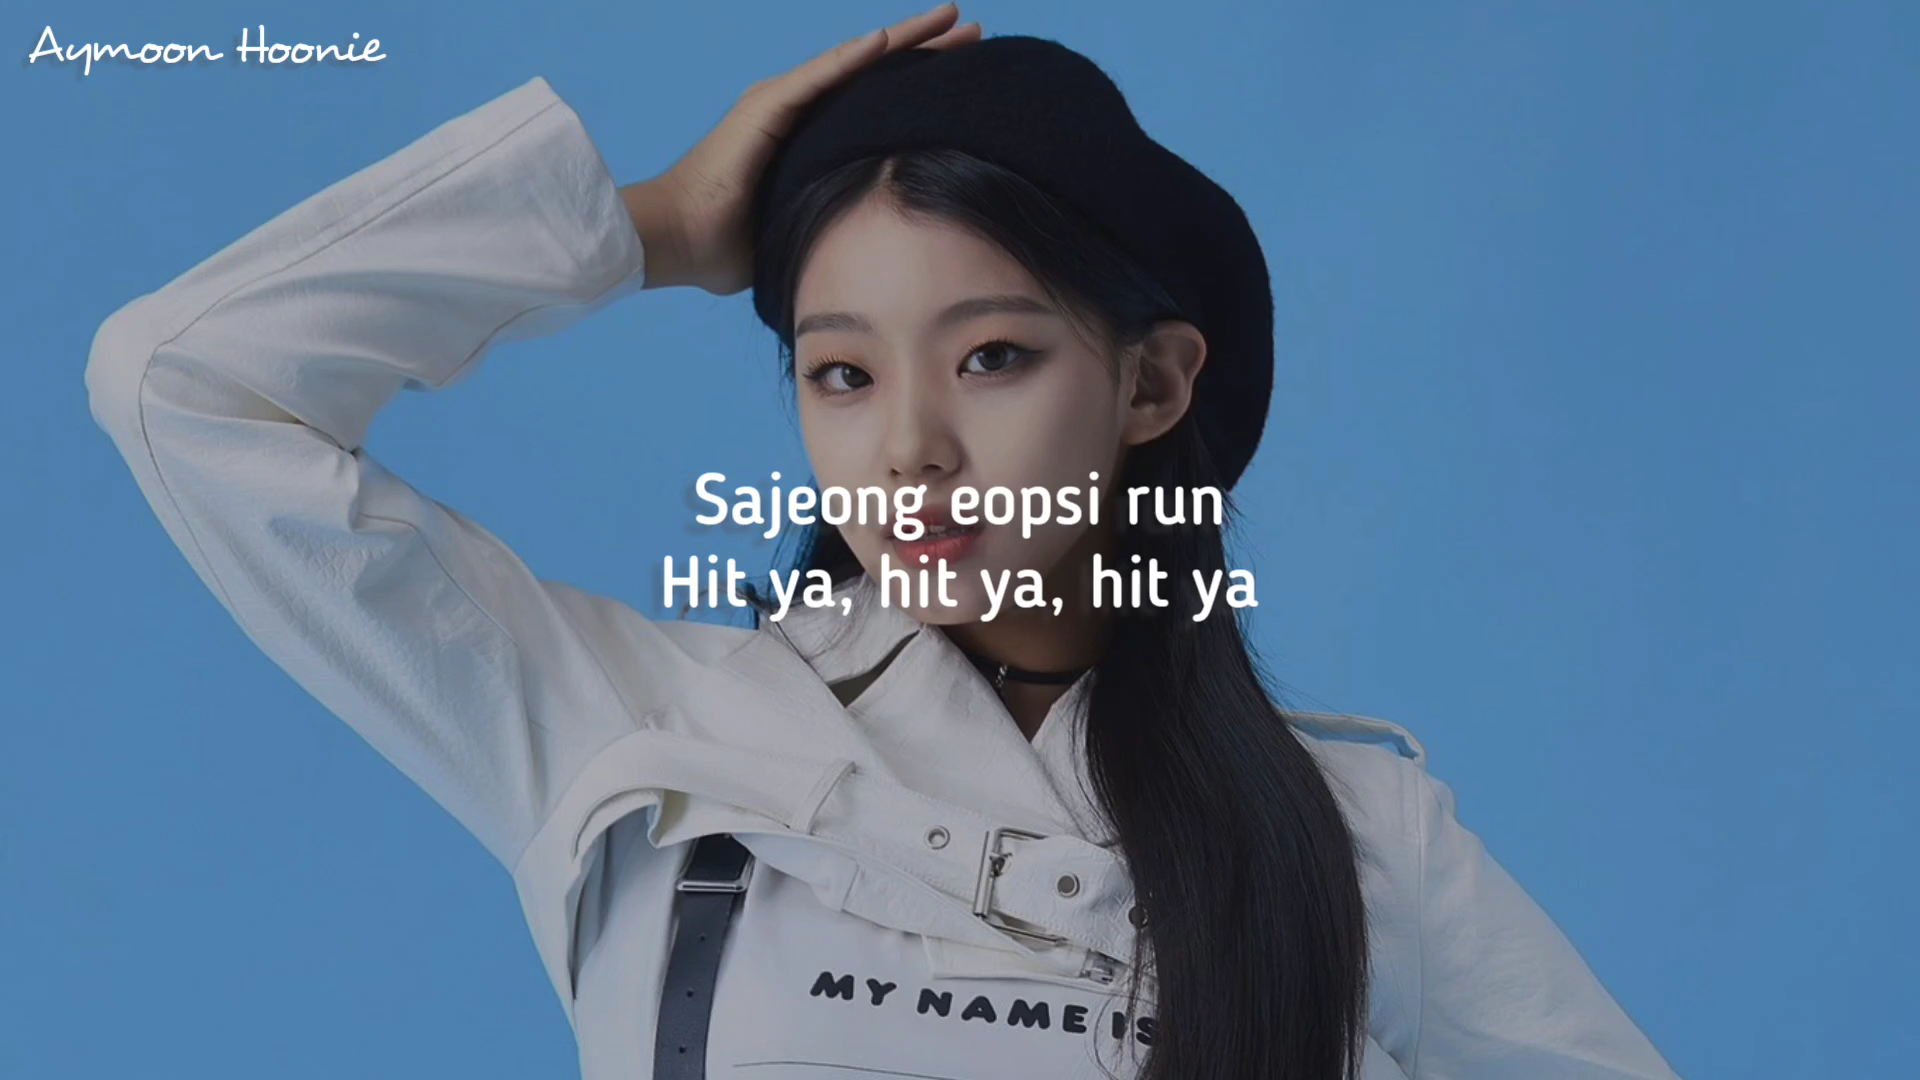 Aymoon Hoonie
Sajeong eopsi run
Hit ya, hit ya, hit ya
MY NAME IS